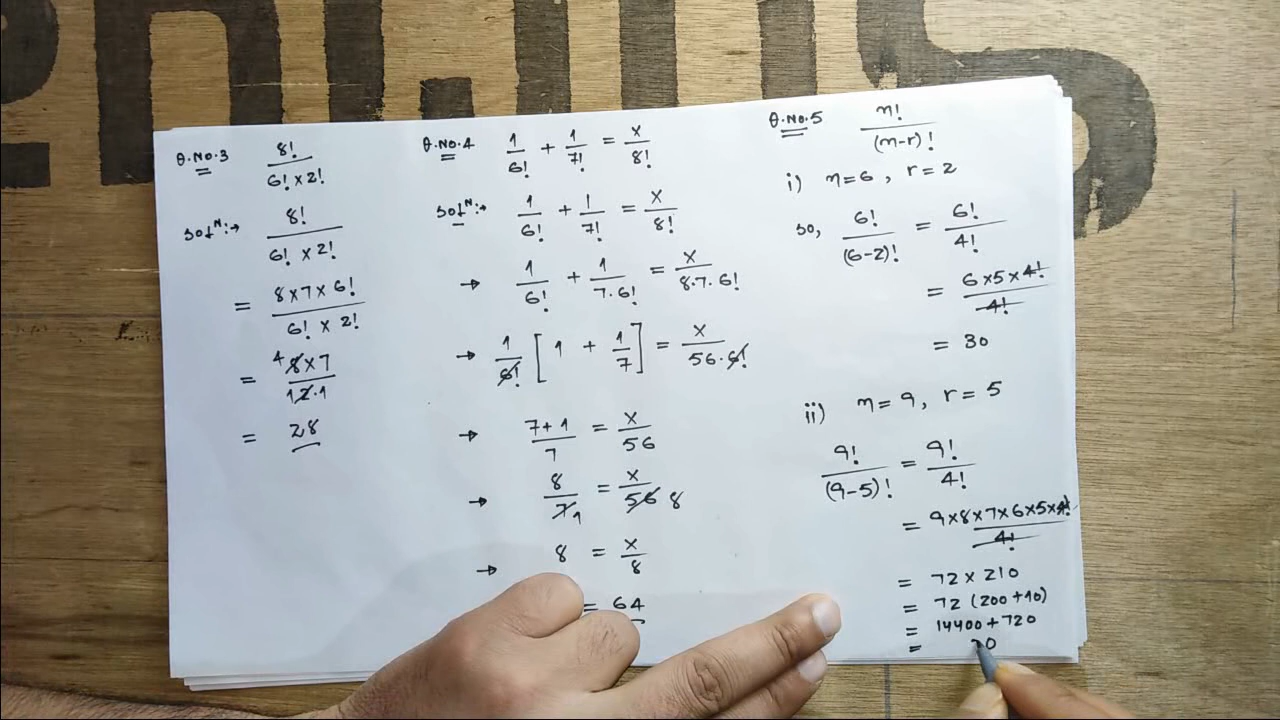 Q.No.3 8!/(6! × 2!)
Solᴺ:→ 8!/(6! × 2!)
= (8×7×6!)/(6! × 2!)
= ⁴(8×7)/(1 2·1)
= 28
Q.No.4 1/6! + 1/7! = x/8!
Solᴺ:→ 1/6! + 1/7! = x/8!
→ 1/6! + 1/(7·6!) = x/(8·7·6!)
→ 1/6! [1 + 1/7] = x/(56·6!)
→ (7+1)/7 = x/56
→ 8/7 1 = x/56 8
→ 8 = x/8
= 64
Q.No.5 n!/(n-r)!
i) n=6, r=2
so, 6!/(6-2)! = 6!/4!
= (6×5×4!)/4!
= 30
ii) n=9, r=5
9!/(9-5)! = 9!/4!
= (9×8×7×6×5×4!)/4!
= 72 × 210
= 72 (200+10)
= 14400+720
= 20